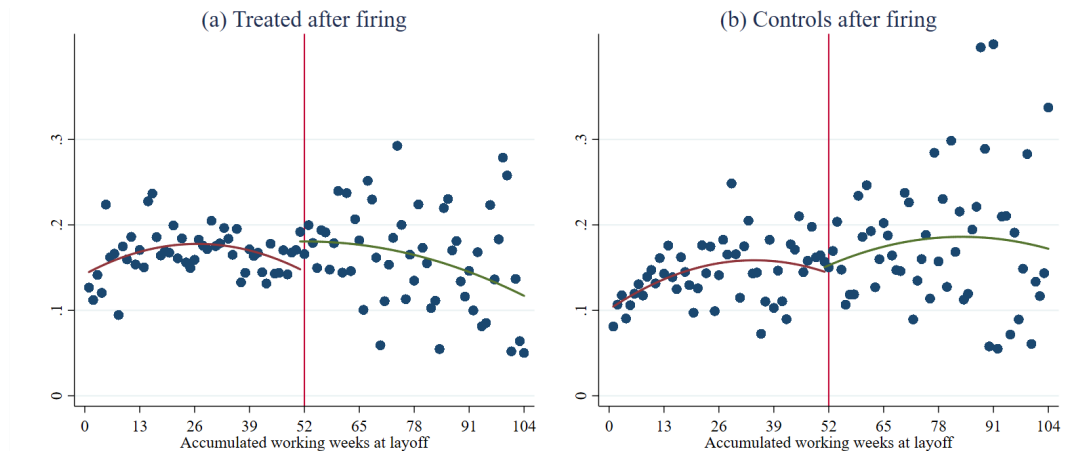 (a) Treated after firing
.3
.2
.1
0
0 13 26 39 52 65 78 91 104
Accumulated working weeks at layoff
(b) Controls after firing
.3
.2
.1
0
0 13 26 39 52 65 78 91 104
Accumulated working weeks at layoff